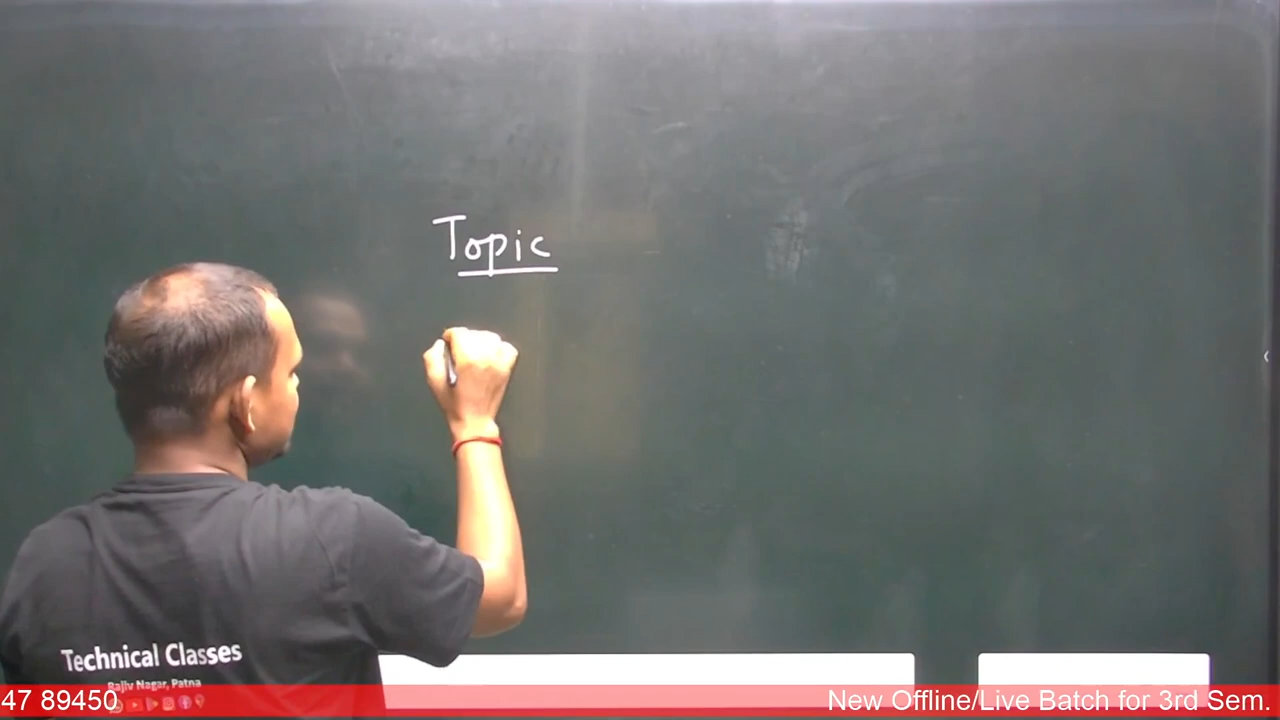 Topic
Technical Classes
Rajiv Nagar, Patna
47 89450
New Offline/Live Batch for 3rd Sem.